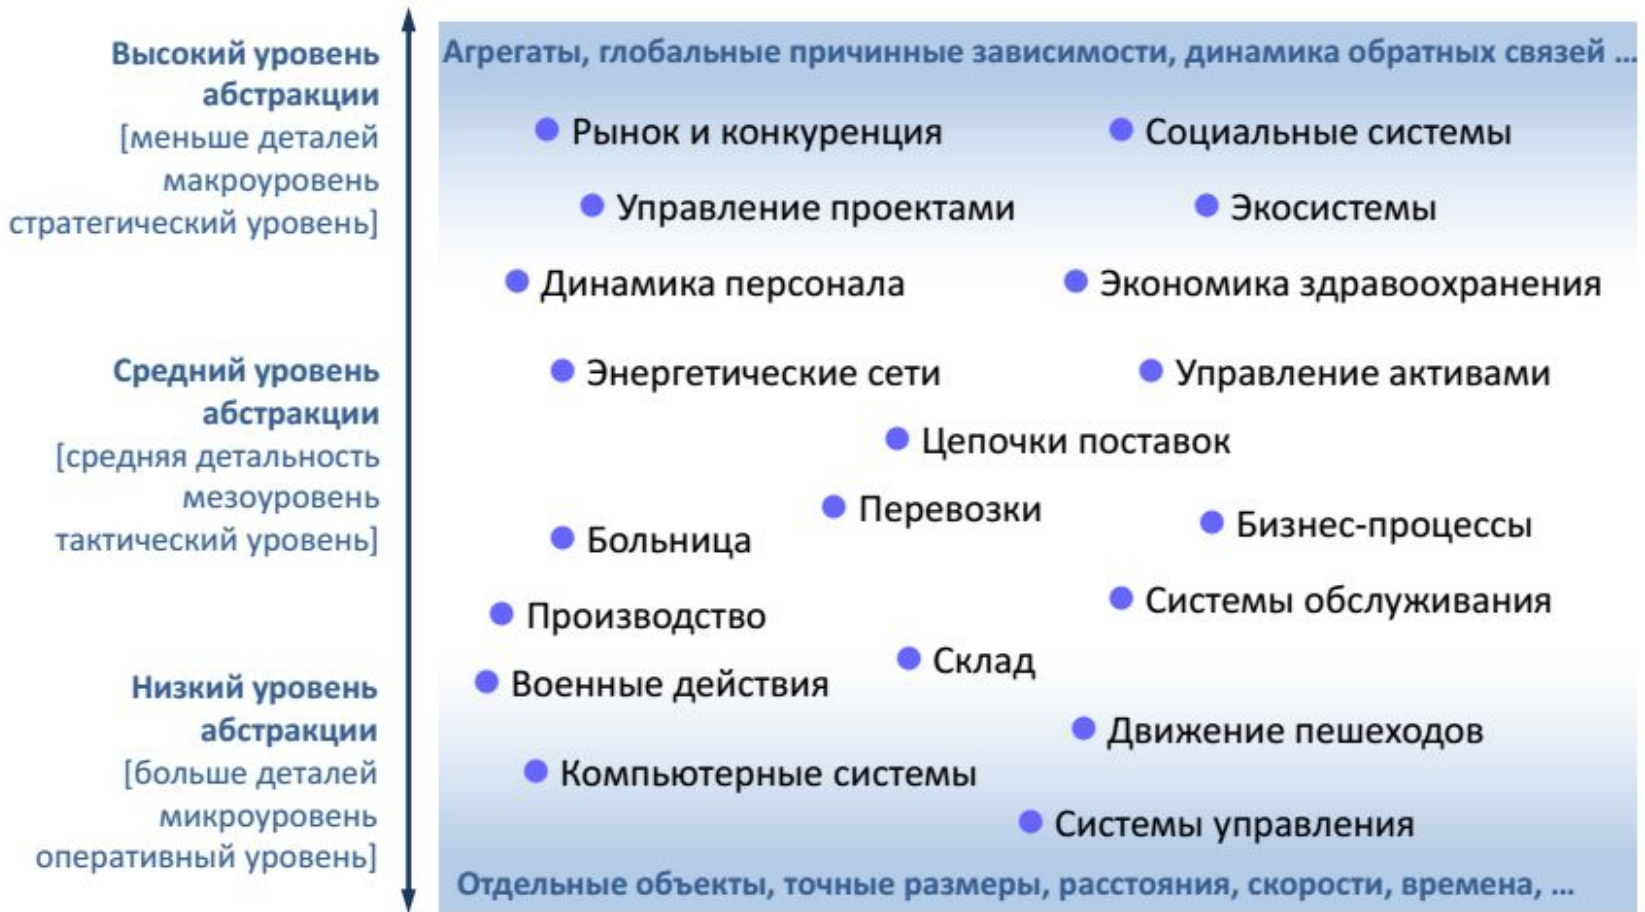 Высокий уровень
абстракции
[меньше деталей
макроуровень
стратегический уровень]
Средний уровень
абстракции
[средняя детальность
мезоуровень
тактический уровень]
Низкий уровень
абстракции
[больше деталей
микроуровень
оперативный уровень]
Агрегаты, глобальные причинные зависимости, динамика обратных связей ...
Рынок и конкуренция
Социальные системы
Управление проектами
Экосистемы
Динамика персонала
Экономика здравоохранения
Энергетические сети
Управление активами
Цепочки поставок
Перевозки
Бизнес-процессы
Больница
Системы обслуживания
Производство
Склад
Военные действия
Движение пешеходов
Компьютерные системы
Системы управления
Отдельные объекты, точные размеры, расстояния, скорости, времена, ...